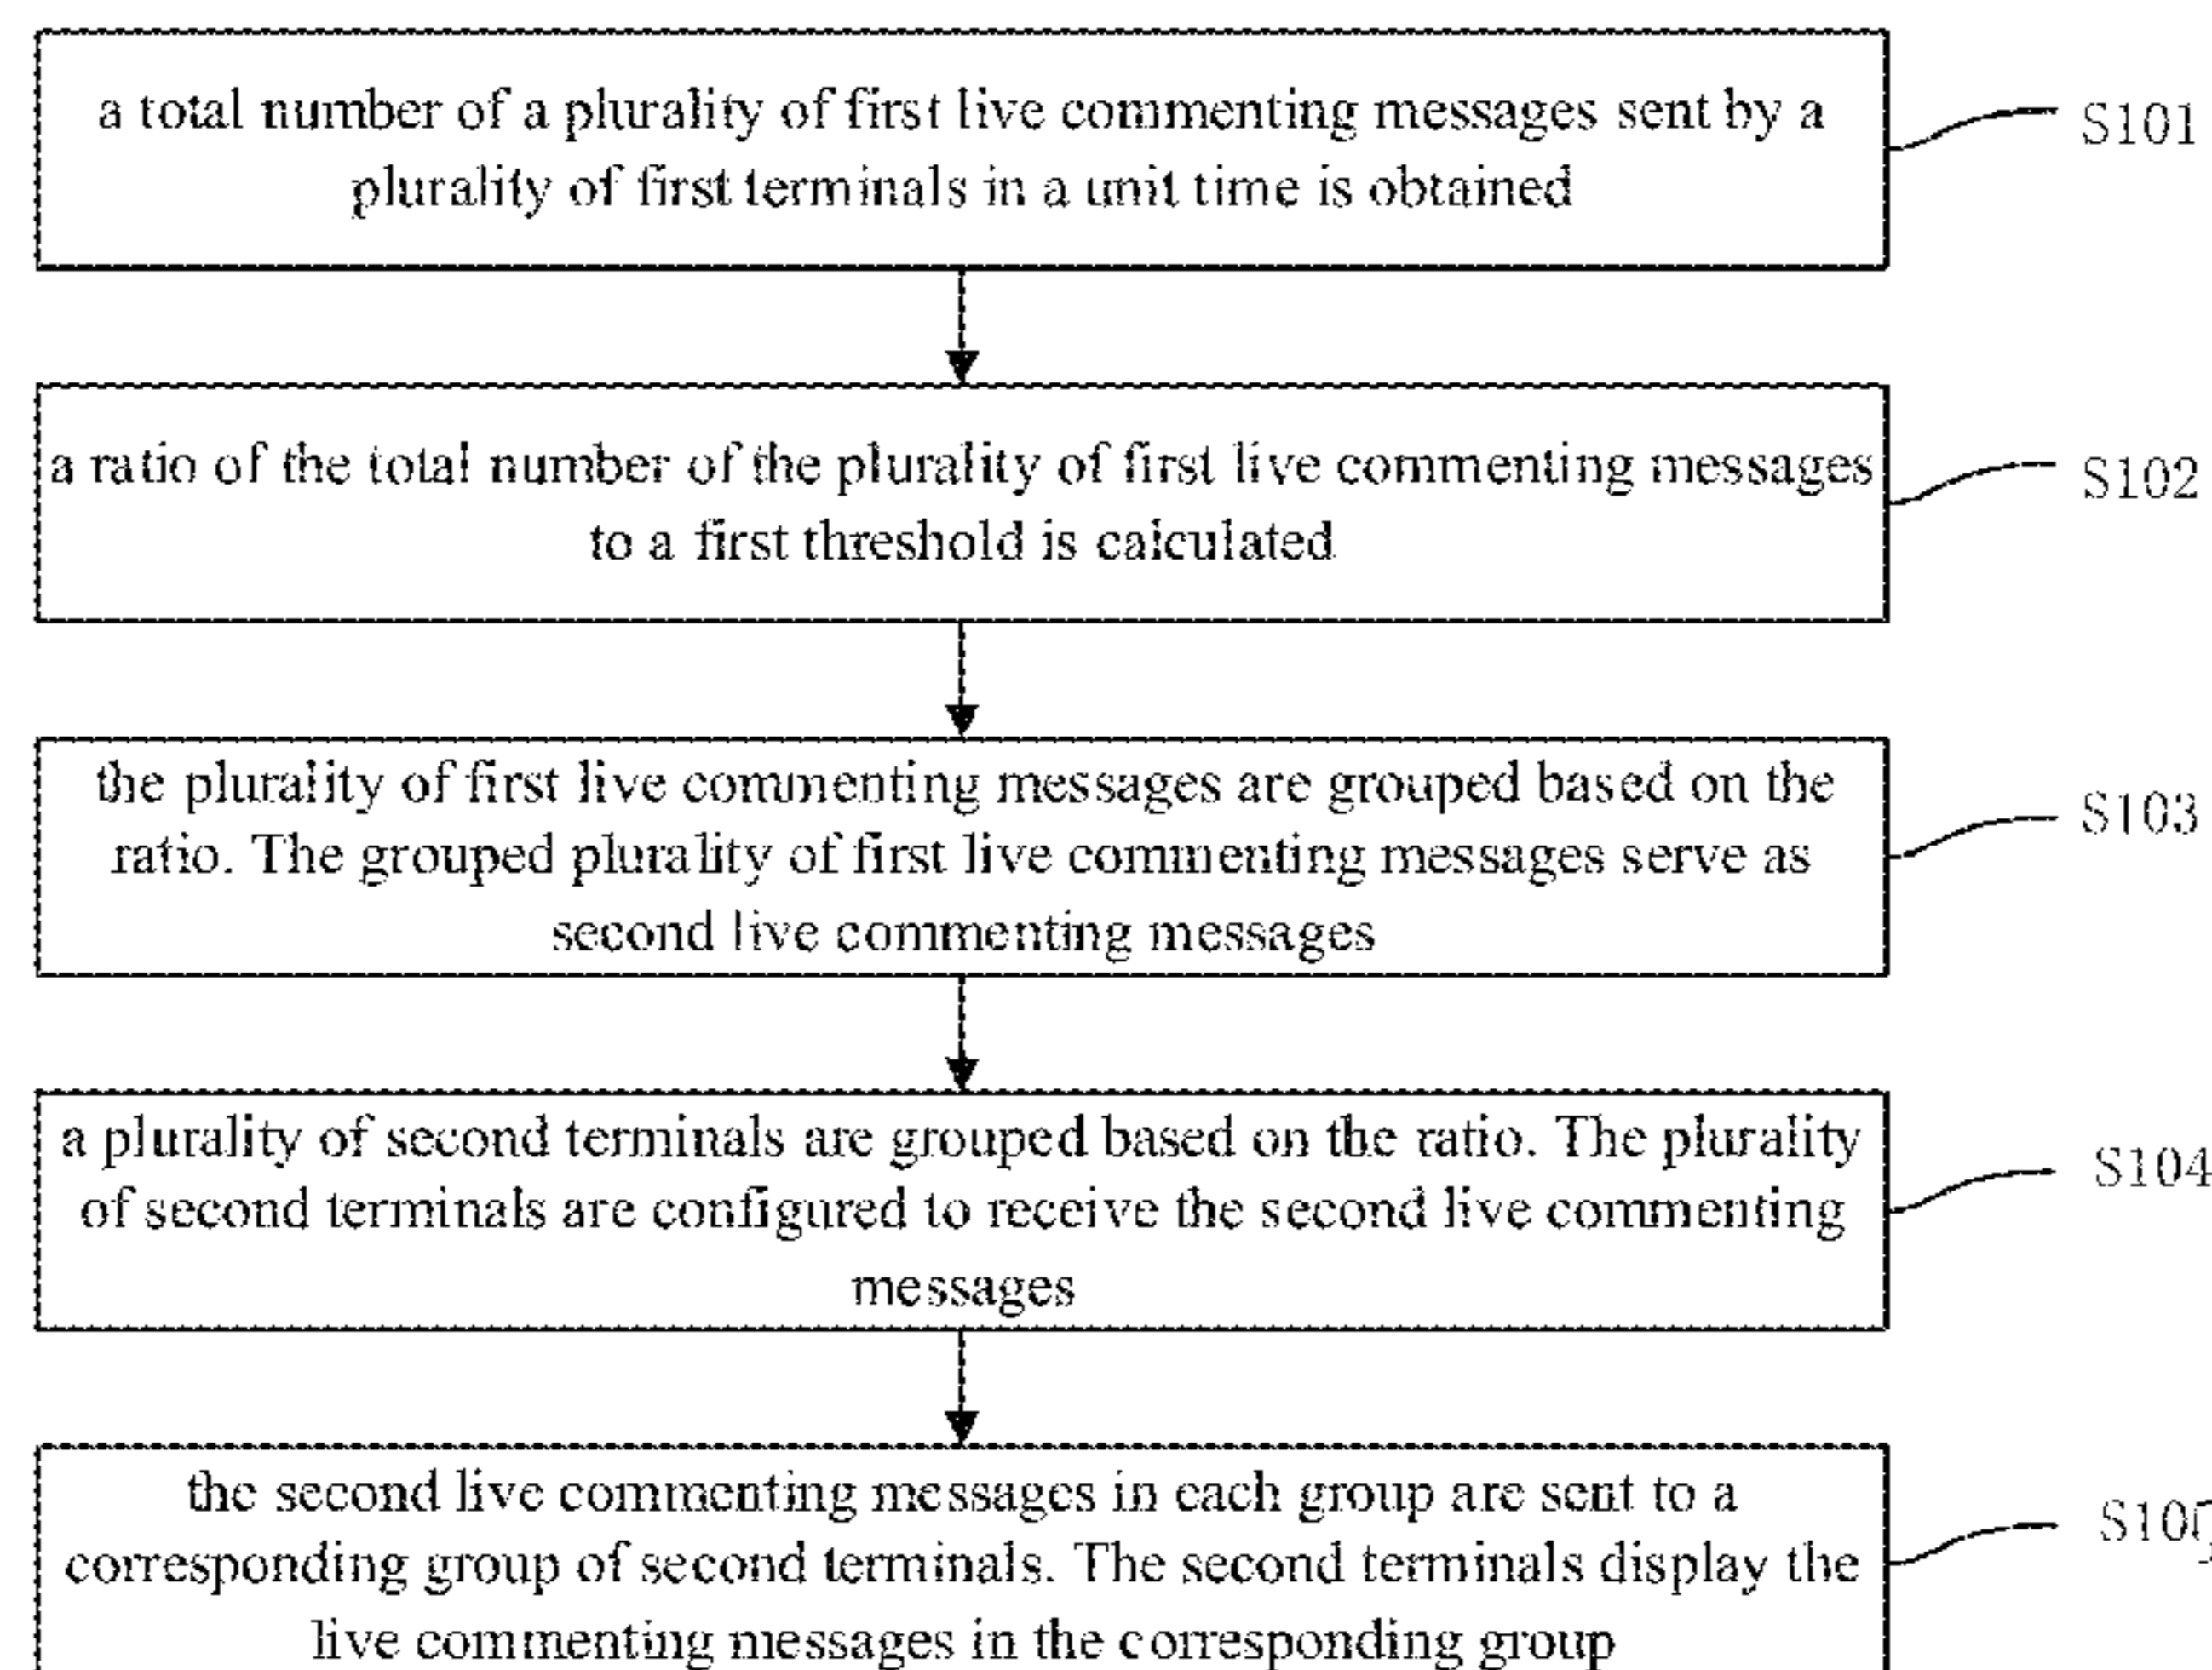 a total number of a plurality of first live commenting messages sent by a
plurality of first terminals in a unit time is obtained
S101
a ratio of the total number of the plurality of first live commenting messages
to a first threshold is calculated
S102
the plurality of first live commenting messages are grouped based on the
ratio. The grouped plurality of first live commenting messages serve as
second live commenting messages
S103
a plurality of second terminals are grouped based on the ratio. The plurality
of second terminals are configured to receive the second live commenting
messages
S104
the second live commenting messages in each group are sent to a
corresponding group of second terminals. The second terminals display the
live commenting messages in the corresponding group